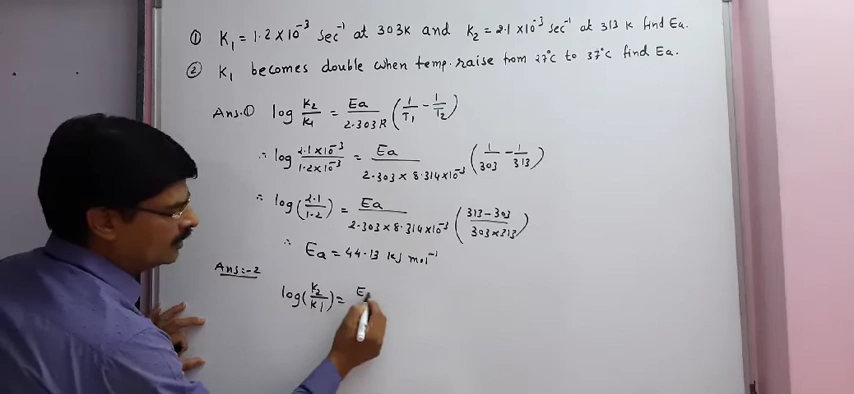 ① K₁ = 1.2 × 10⁻³ sec⁻¹ at 303K and K₂ = 2.1 × 10⁻³ sec⁻¹ at 313 K find Ea.
② K₁ becomes double when temp. raise from 27°C to 37°C find Ea.
Ans:① log K₂/K₁ = Ea/2.303R (1/T₁ − 1/T₂)
∴ log 2.1×10⁻³/1.2×10⁻³ = Ea/2.303 × 8.314×10⁻³ (1/303 − 1/313)
∴ log (2.1/1.2) = Ea/2.303 × 8.314×10⁻³ (313−303/303×313)
∴ Ea = 44.13 kJ mol⁻¹
Ans:-2
log(K₂/K₁) = E